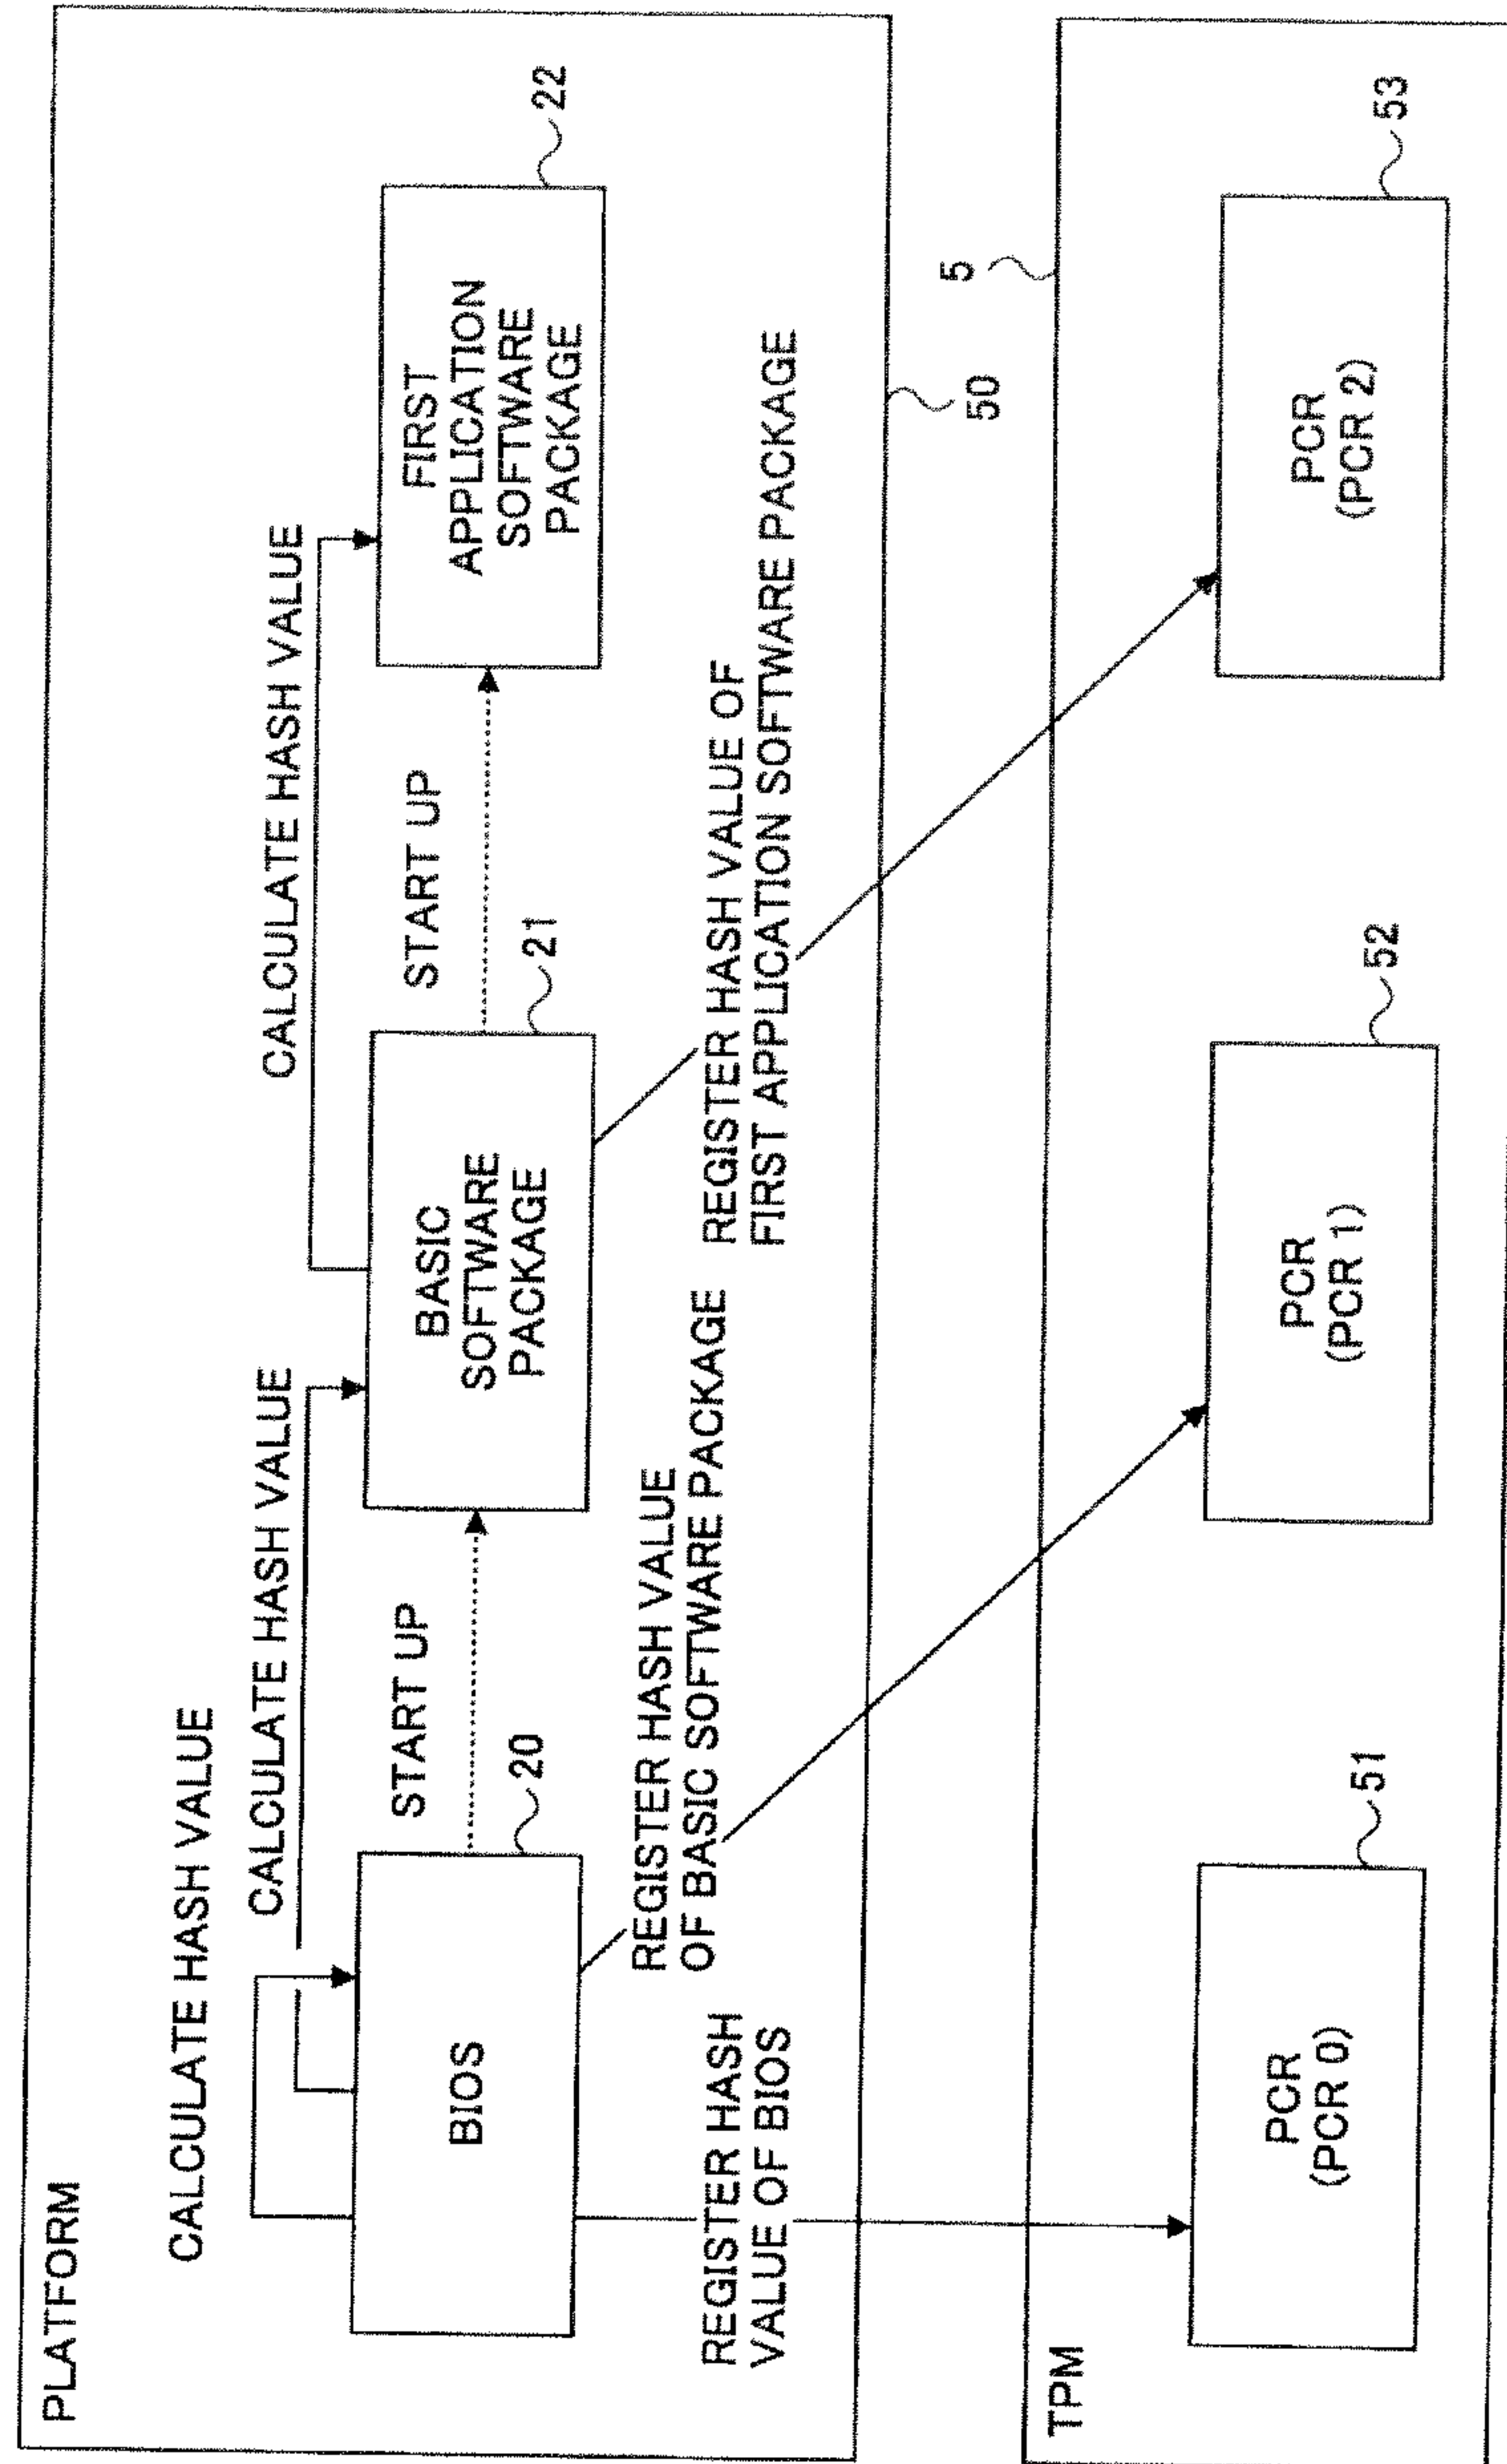 PLATFORM
CALCULATE HASH VALUE
CALCULATE HASH VALUE
CALCULATE HASH VALUE
BIOS
20
START UP
BASIC
SOFTWARE
PACKAGE
21
START UP
FIRST
APPLICATION
SOFTWARE
PACKAGE
22
REGISTER HASH
VALUE OF BIOS
REGISTER HASH VALUE
OF BASIC SOFTWARE PACKAGE
REGISTER HASH VALUE OF
FIRST APPLICATION SOFTWARE PACKAGE
50
5
TPM
PCR
(PCR 0)
51
PCR
(PCR 1)
52
PCR
(PCR 2)
53